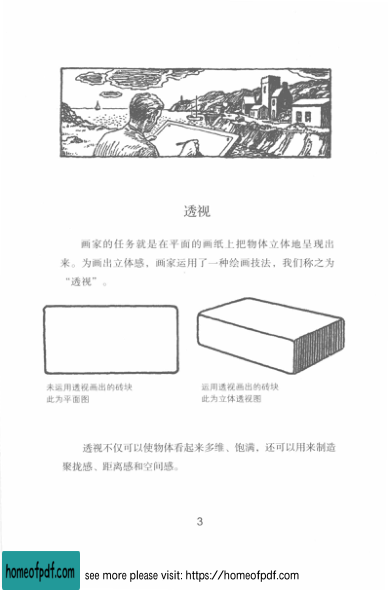 透视
画家的任务就是在平面的画纸上把物体立体地呈现出
来。为画出立体感，画家运用了一种绘画技法，我们称之为
“透视”。
未运用透视画出的砖块
此为平面图
运用透视画出的砖块
此为立体透视图
透视不仅可以使物体看起来多维、饱满，还可以用来制造
聚拢感、距离感和空间感。
3
homeofpdf.com
see more please visit: https://homeofpdf.com